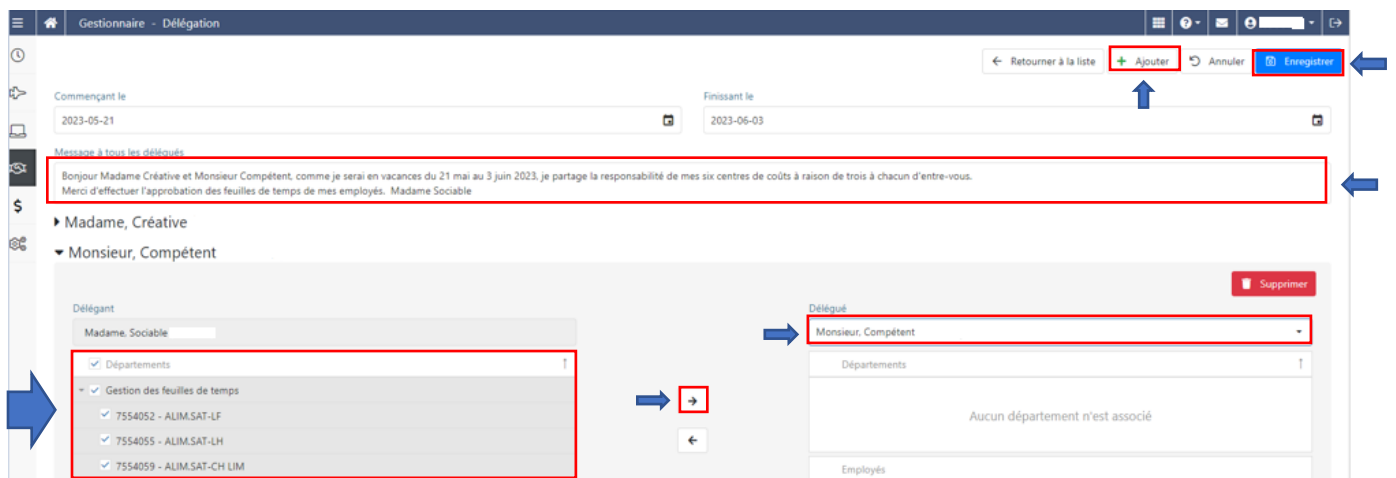 Gestionnaire - Délégation
Retourner à la liste
Ajouter
Annuler
Enregistrer
Commençant le
Finissant le
2023-05-21
2023-06-03
Message à tous les délégués
Bonjour Madame Créative et Monsieur Compétent, comme je serai en vacances du 21 mai au 3 juin 2023, je partage la responsabilité de mes six centres de coûts à raison de trois à chacun d'entre-vous.
Merci d'effectuer l'approbation des feuilles de temps de mes employés. Madame Sociable
Madame, Créative
Monsieur, Compétent
Supprimer
Délégant
Délégué
Madame, Sociable
Monsieur, Compétent
Départements
Départements
Gestion des feuilles de temps
7554052 - ALIM.SAT-LF
Aucun département n'est associé
7554055 - ALIM.SAT-LH
7554059 - ALIM.SAT-CH LIM
Employés